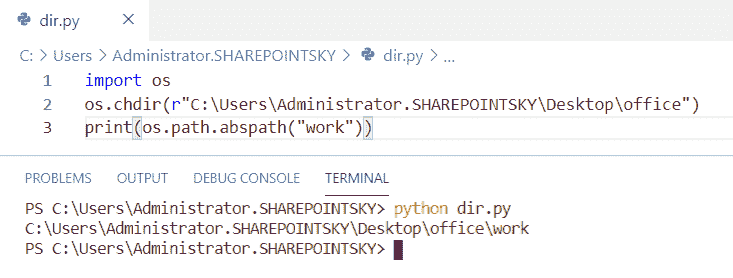 dir.py ×
C: > Users > Administrator.SHAREPOINTSKY > dir.py > ...
1 import os
2 os.chdir(r"C:\Users\Administrator.SHAREPOINTSKY\Desktop\office")
3 print(os.path.abspath("work"))
PROBLEMS OUTPUT DEBUG CONSOLE TERMINAL
PS C:\Users\Administrator.SHAREPOINTSKY> python dir.py
C:\Users\Administrator.SHAREPOINTSKY\Desktop\office\work
PS C:\Users\Administrator.SHAREPOINTSKY>